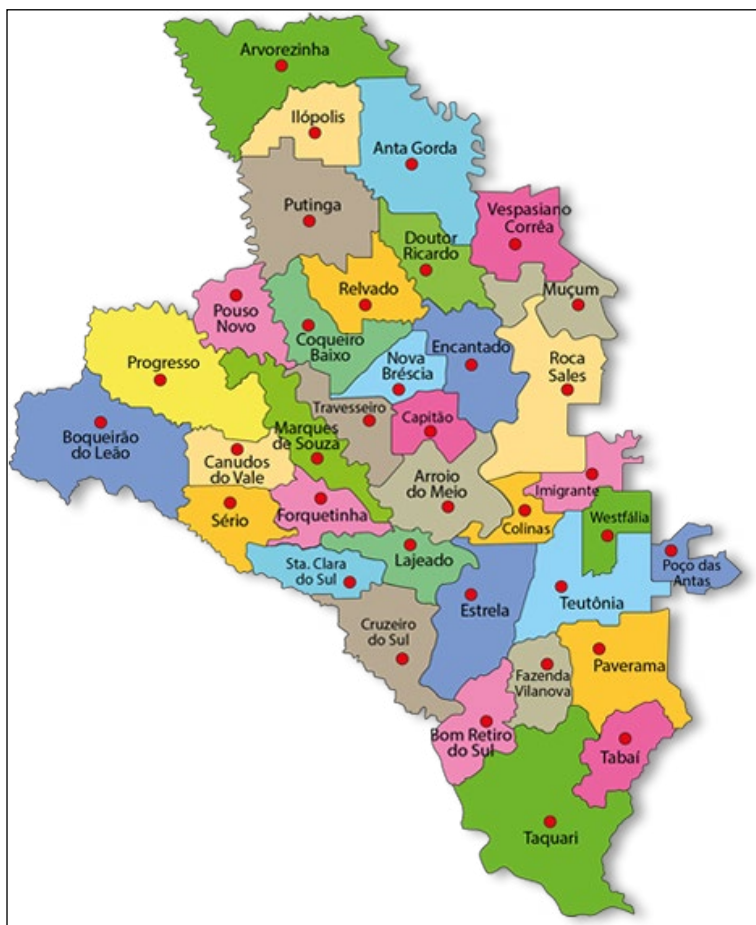 Arvorezinha
Ilópolis
Anta Gorda
Putinga
Vespasiano
Corrêa
Doutor
Ricardo
Muçum
Relvado
Pouso
Novo
Coqueiro
Baixo
Encantado
Nova
Bréscia
Roca
Sales
Progresso
Travesseiro
Capitão
Boqueirão
do Leão
Marques
de Souza
Canudos
do Vale
Arroio
do Meio
Imigrante
Sério
Forquetinha
Colinas
Westfália
Lajeado
Sta. Clara
do Sul
Poço das
Antas
Estrela
Teutônia
Cruzeiro
do Sul
Fazenda
Vilanova
Paverama
Bom Retiro
do Sul
Tabaí
Taquari